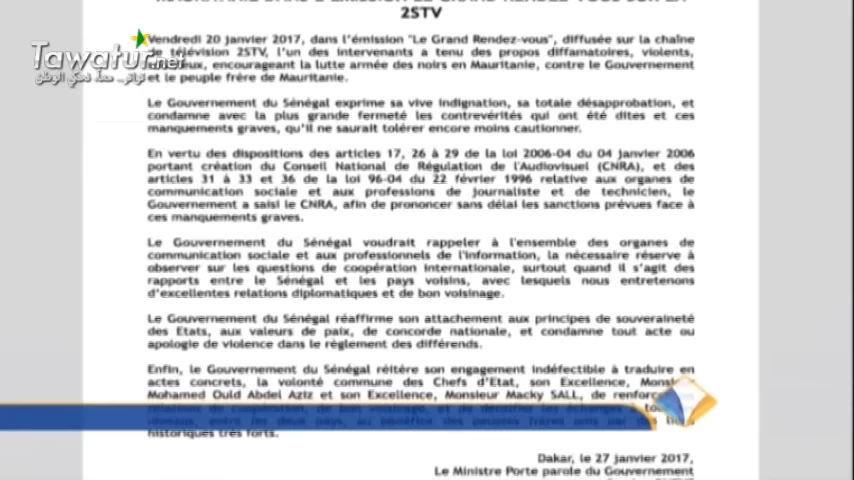 2STV
Vendredi 20 janvier 2017, dans l'émission "Le Grand Rendez-vous", diffusée sur la chaîne
de télévision 2STV, l'un des intervenants a tenu des propos diffamatoires, violents,
encourageant la lutte armée des noirs en Mauritanie, contre le Gouvernement
et le peuple frère de Mauritanie.
Le Gouvernement du Sénégal exprime sa vive indignation, sa totale désapprobation, et
condamne avec la plus grande fermeté les contrevérités qui ont été dites et ces
manquements graves, qu'il ne saurait tolérer encore moins cautionner.
En vertu des dispositions des articles 17, 26 à 29 de la loi 2006-04 du 04 janvier 2006
portant création du Conseil National de Régulation de l'Audiovisuel (CNRA), et des
articles 31 à 33 et 36 de la loi 96-04 du 22 février 1996 relative aux organes de
communication sociale et aux professions de journaliste et de technicien, le
Gouvernement a saisi le CNRA, afin de prononcer sans délai les sanctions prévues face à
ces manquements graves.
Le Gouvernement du Sénégal voudrait rappeler à l'ensemble des organes de
communication sociale et aux professionnels de l'information, la nécessaire réserve à
observer sur les questions de coopération internationale, surtout quand il s'agit des
rapports entre le Sénégal et les pays voisins, avec lesquels nous entretenons
d'excellentes relations diplomatiques et de bon voisinage.
Le Gouvernement du Sénégal réaffirme son attachement aux principes de souveraineté
des Etats, aux valeurs de paix, de concorde nationale, et condamne tout acte ou
apologie de violence dans le règlement des différends.
Enfin, le Gouvernement du Sénégal réitère son engagement indéfectible à traduire en
actes concrets, la volonté commune des Chefs d'Etat, son Excellence,
Mohamed Ould Abdel Aziz et son Excellence, Monsieur Macky SALL, de
historiques très forts.
Dakar, le 27 janvier 2017,
Le Ministre Porte parole du Gouvernement
Tawatur.net